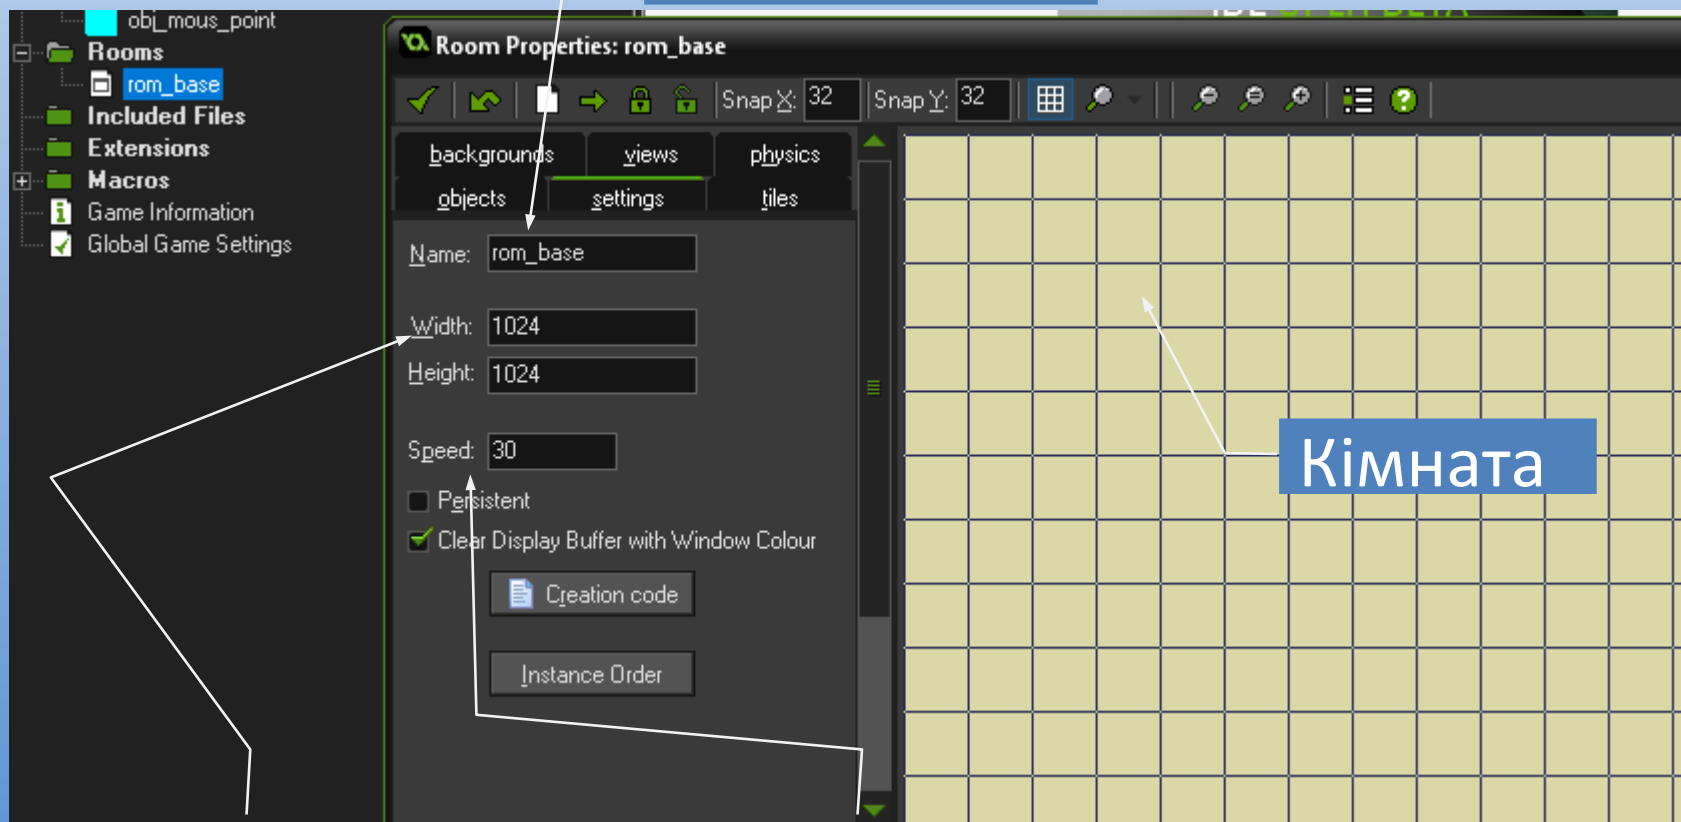 obj_mous_point
Rooms
rom_base
Included Files
Extensions
Macros
Game Information
Global Game Settings
Room Properties: rom_base
Snap X: 32 Snap Y: 32
backgrounds views physics
objects settings tiles
Name: rom_base
Width: 1024
Height: 1024
Speed: 30
Persistent
Clear Display Buffer with Window Colour
Creation code
Instance Order
Кімната